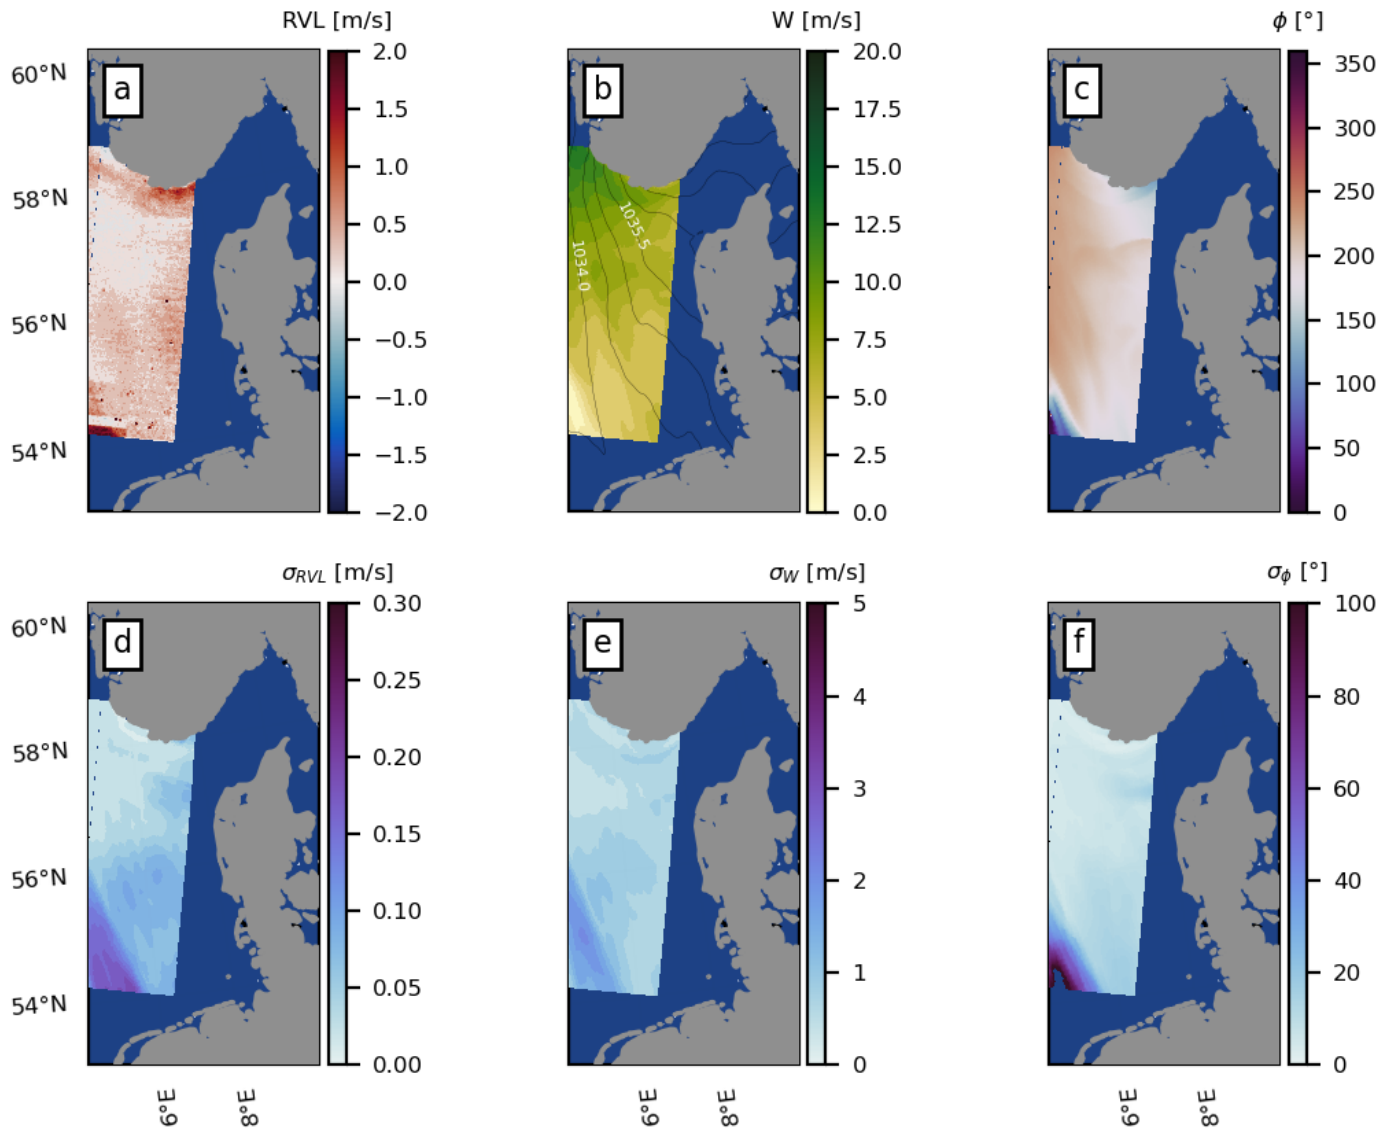 RVL [m/s]
W [m/s]
ϕ [°]
60°N
58°N
56°N
54°N
a
2.0
1.5
1.0
0.5
0.0
−0.5
−1.0
−1.5
−2.0
b
1034.0
1035.5
20.0
17.5
15.0
12.5
10.0
7.5
5.0
2.5
0.0
c
350
300
250
200
150
100
50
0
σRVL [m/s]
σW [m/s]
σϕ [°]
60°N
58°N
56°N
54°N
d
0.30
0.25
0.20
0.15
0.10
0.05
0.00
e
5
4
3
2
1
0
f
100
80
60
40
20
0
6°E
8°E
6°E
8°E
6°E
8°E